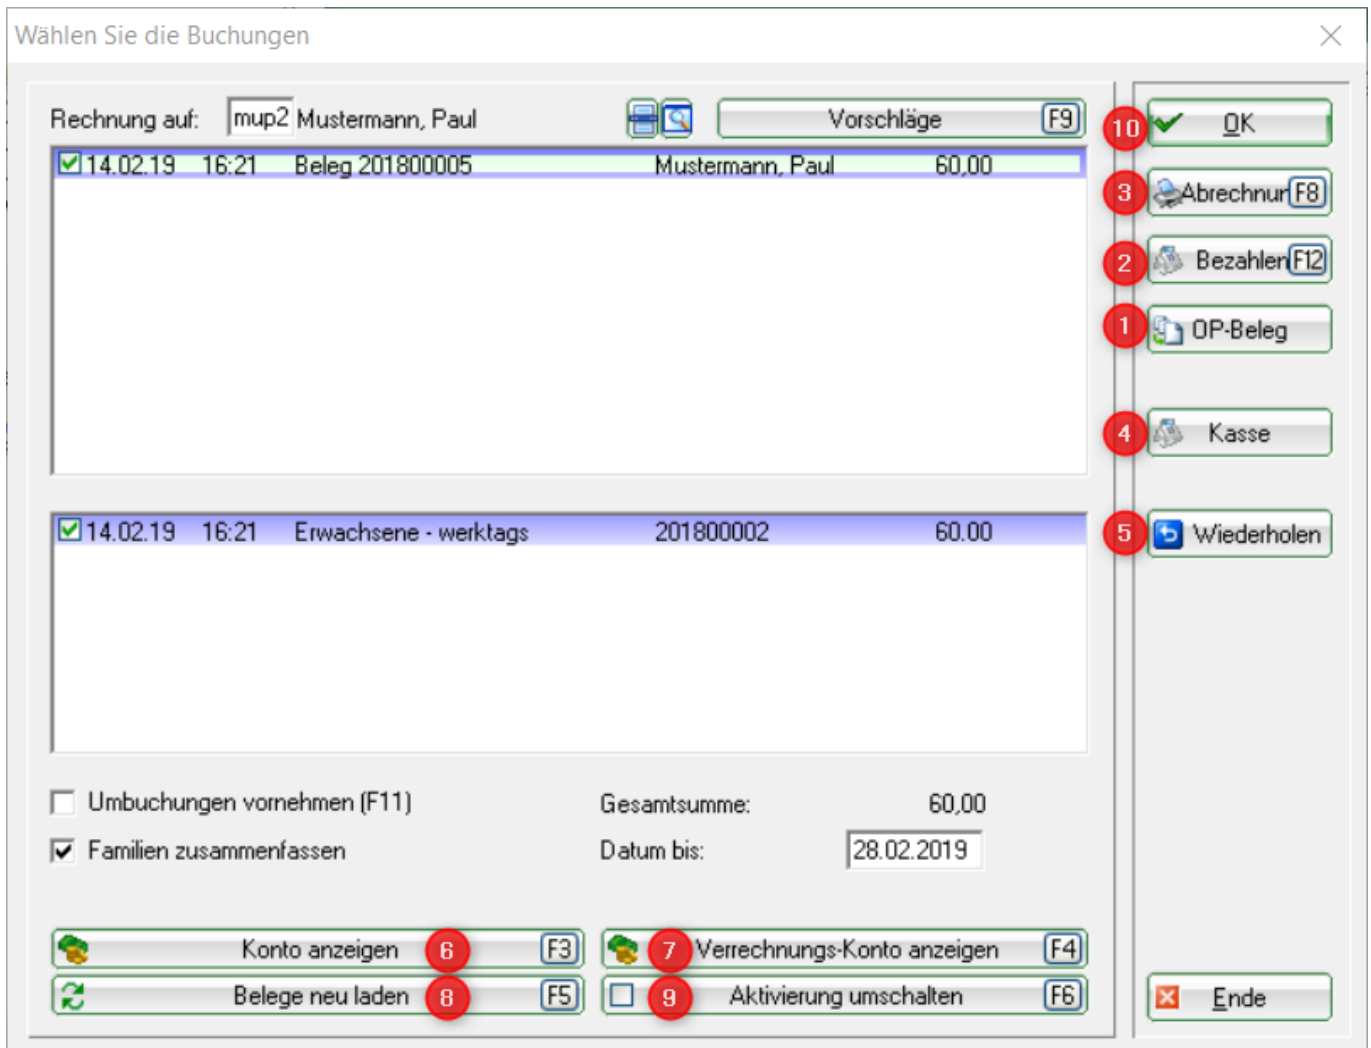 Wählen Sie die Buchungen
Rechnung auf: mup2 Mustermann, Paul Vorschläge F9
14.02.19 16:21 Beleg 201800005 Mustermann, Paul 60,00
14.02.19 16:21 Erwachsene - werktags 201800002 60.00
Umbuchungen vornehmen (F11) Gesamtsumme: 60,00
Familien zusammenfassen Datum bis: 28.02.2019
Konto anzeigen 6 F3 7 Verrechnungs-Konto anzeigen F4
Belege neu laden 8 F5 9 Aktivierung umschalten F6
10 OK
3 Abrechnur F8
2 Bezahlen F12
1 OP-Beleg
4 Kasse
5 Wiederholen
Ende